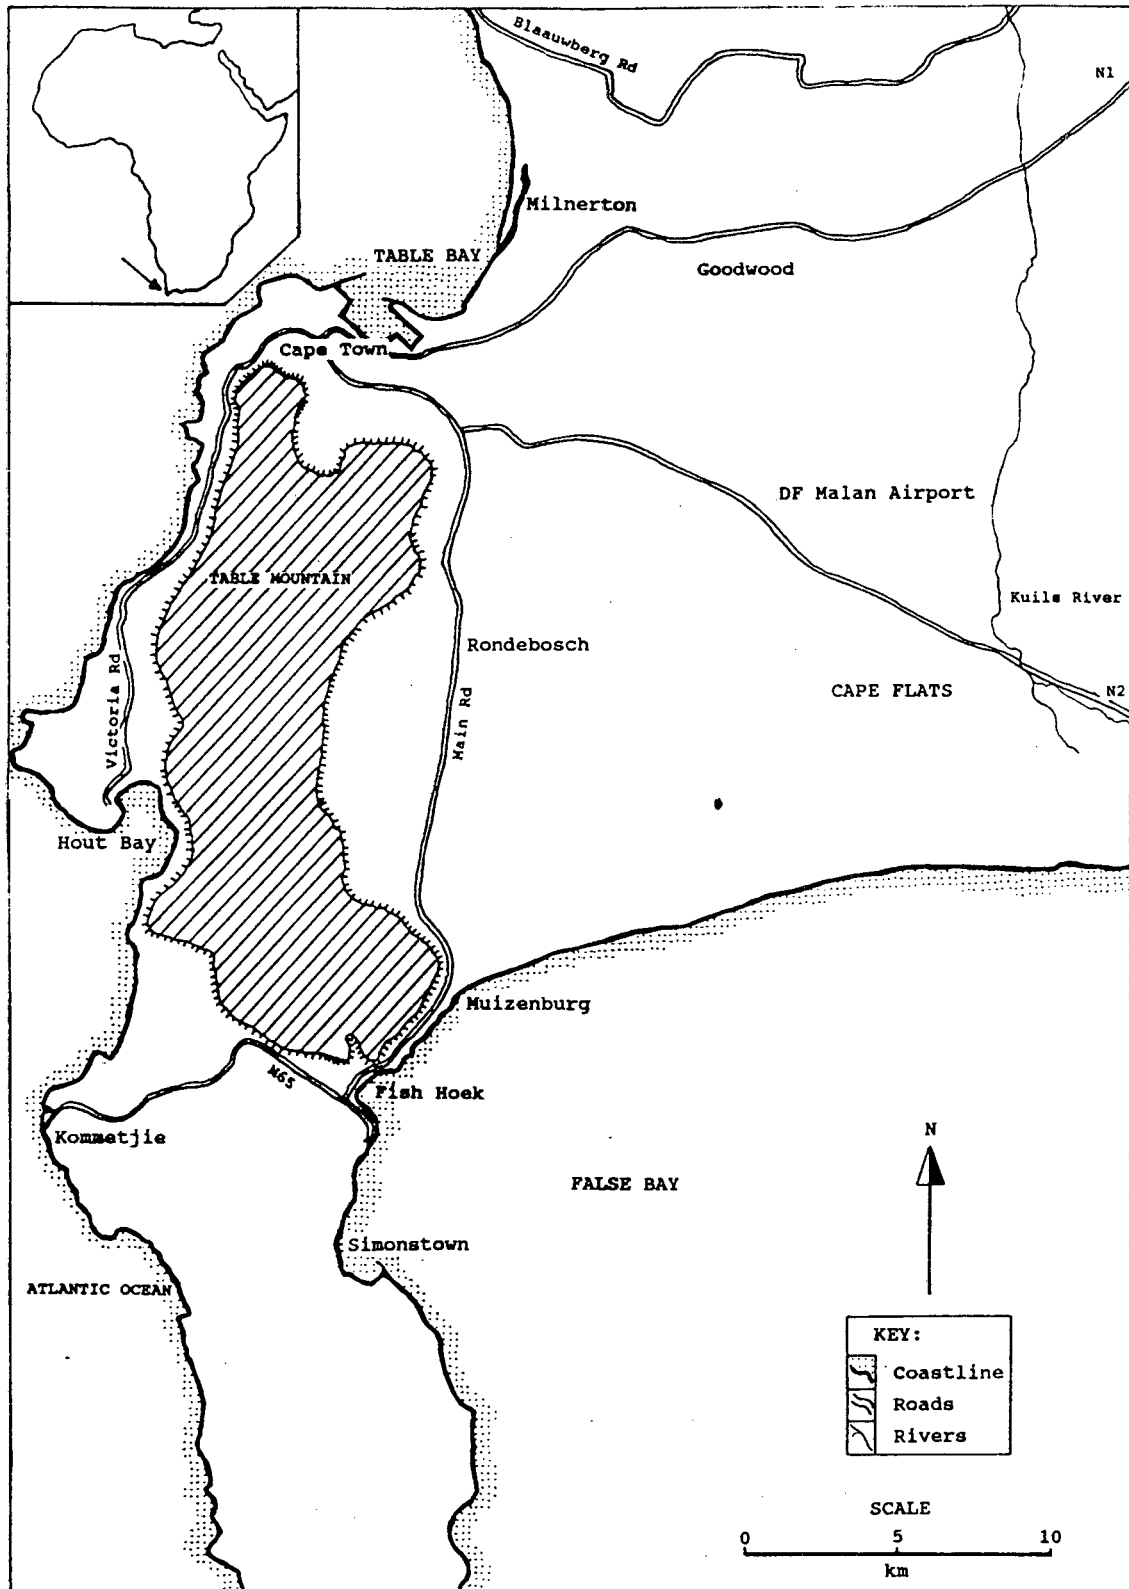 Blaauwberg Rd
N1
Milnerton
TABLE BAY
Goodwood
Cape Town
DF Malan Airport
TABLE MOUNTAIN
Kuils River
Rondebosch
Victoria Rd
Main Rd
CAPE FLATS
N2
Hout Bay
Muizenburg
M65
Fish Hoek
Kommetjie
N
FALSE BAY
Simonstown
ATLANTIC OCEAN
KEY:
Coastline
Roads
Rivers
SCALE
0 5 10
km